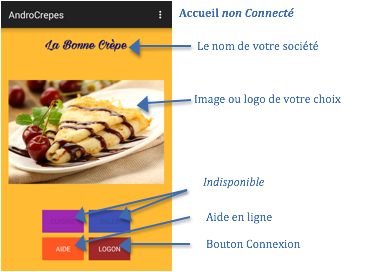 AndroCrepes
Accueil non Connecté
La Bonne Crèpe
Le nom de votre société
Image ou logo de votre choix
Indisponible
Aide en ligne
AIDE
LOGON
Bouton Connexion